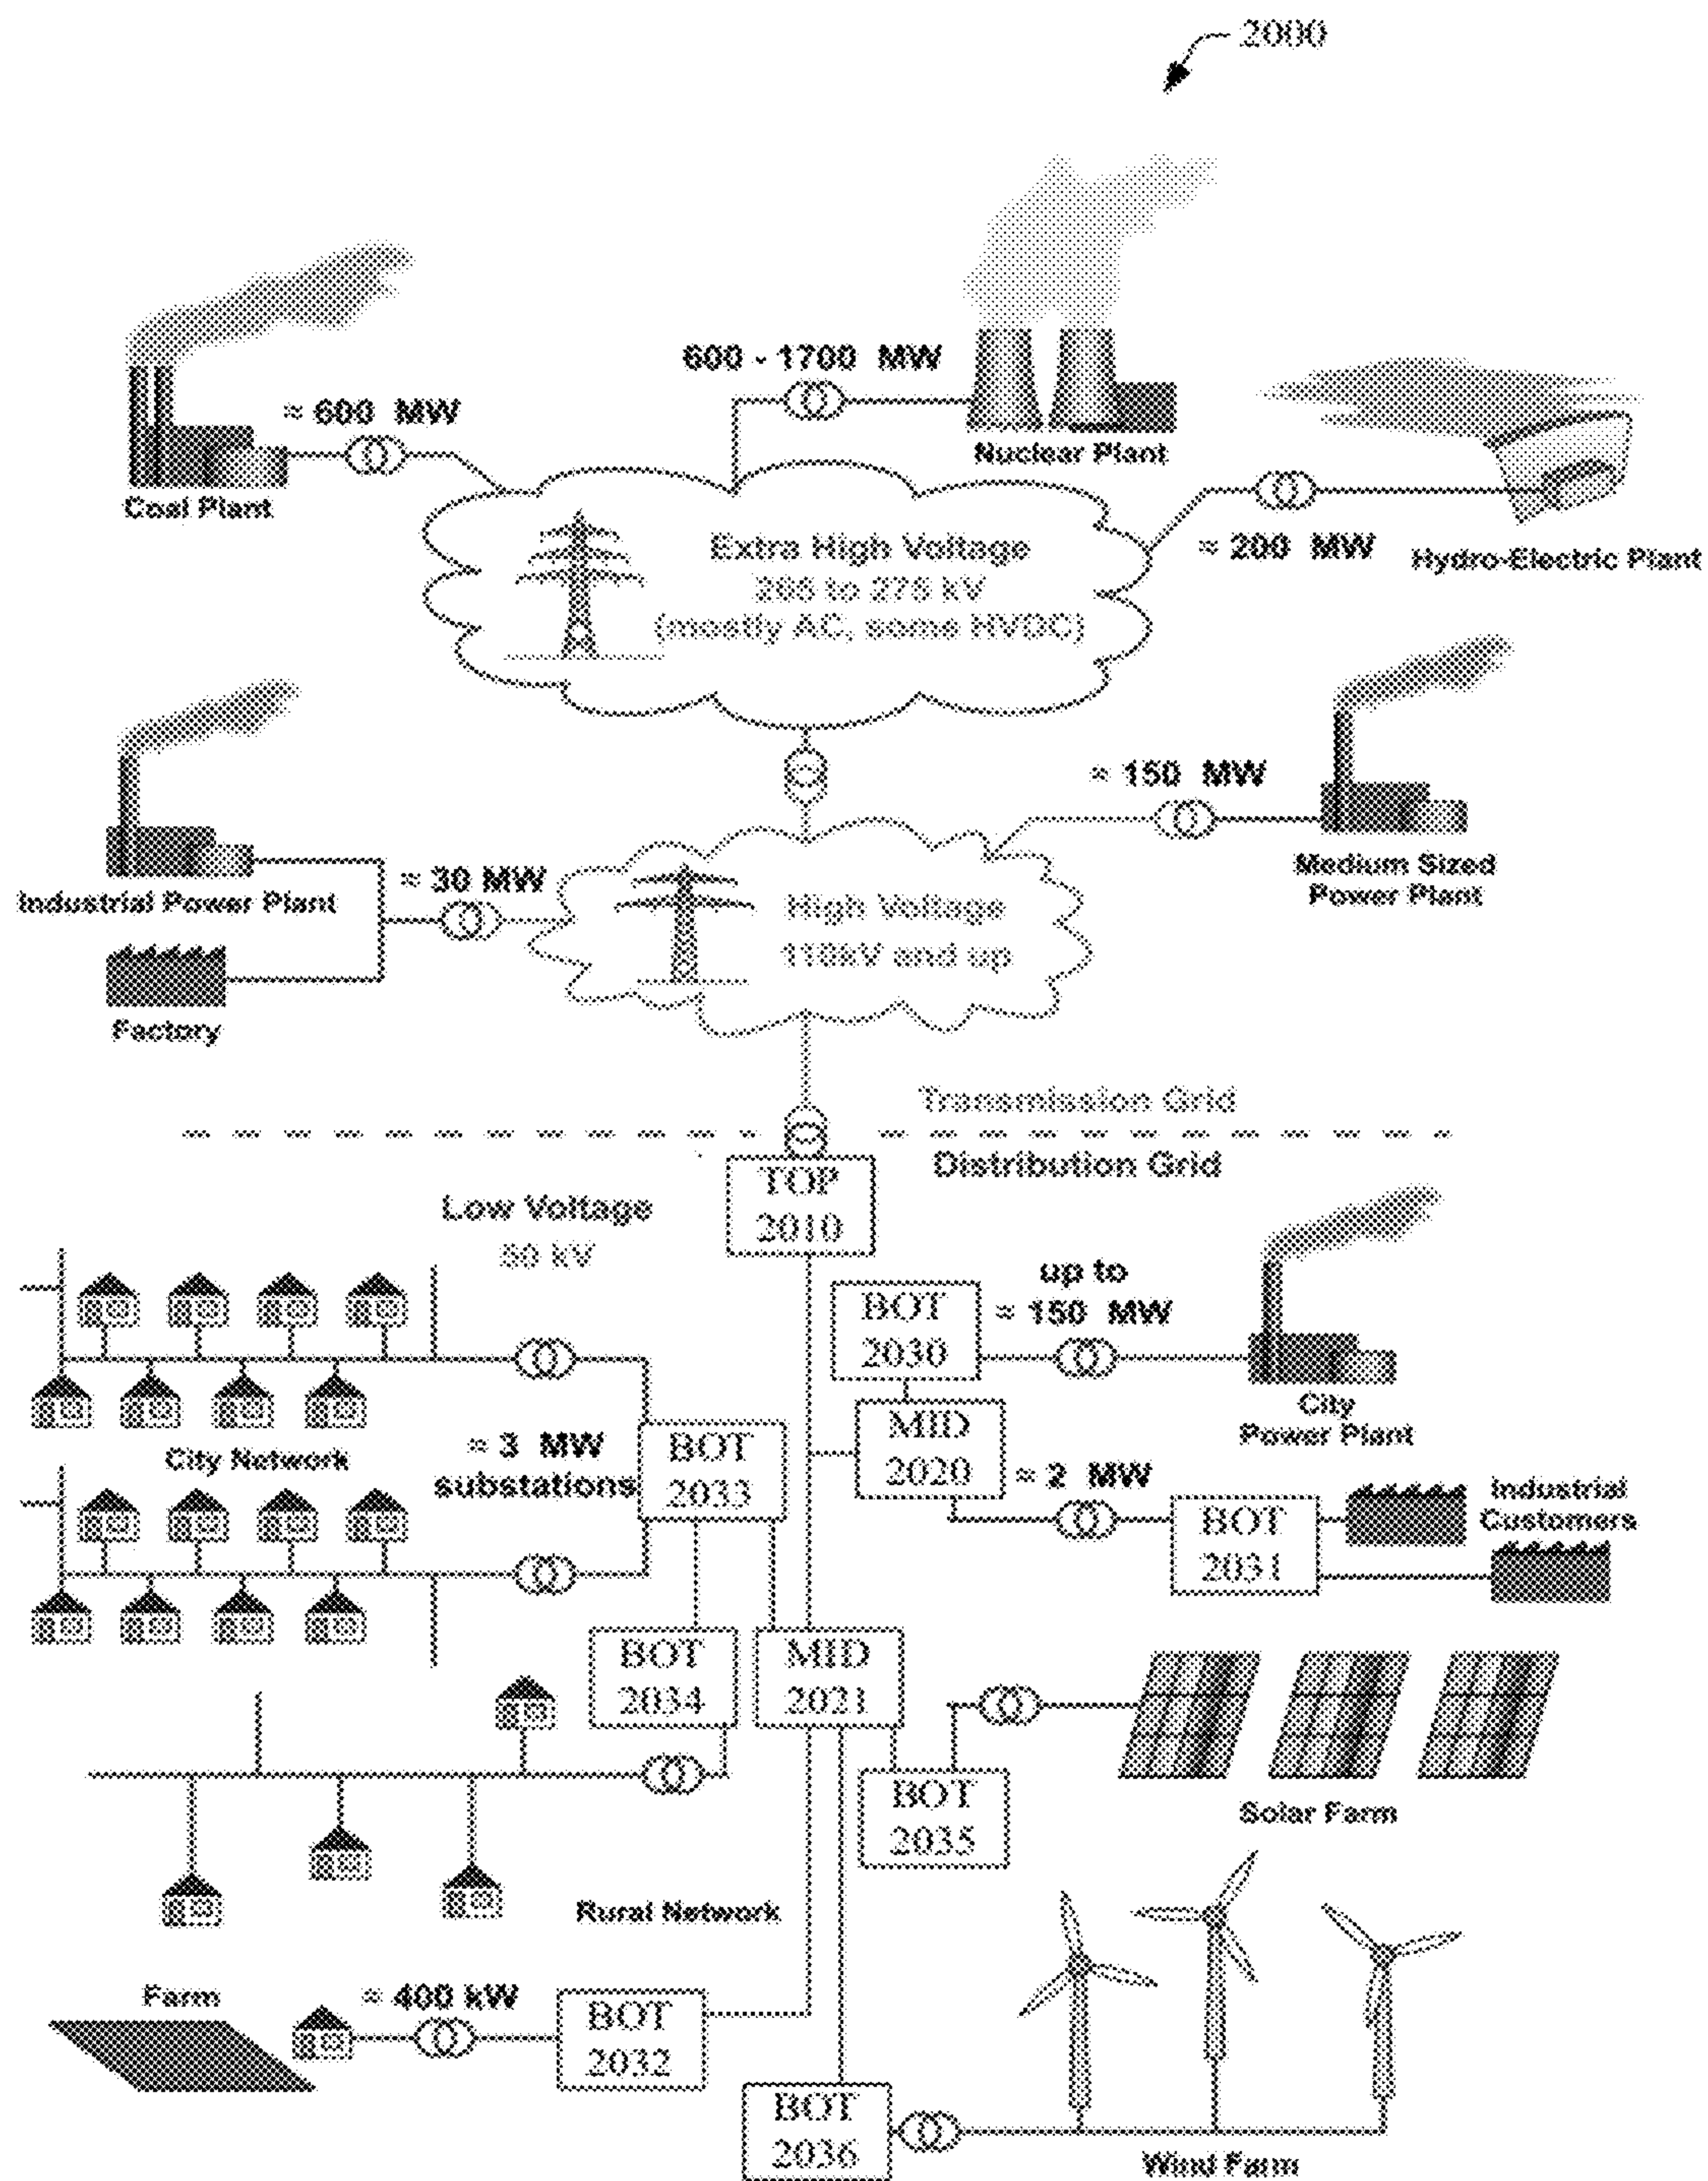 2000
600 - 1700 MW
≈ 600 MW
Nuclear Plant
Coal Plant
Extra High Voltage
265 to 275 kV
(mostly AC, some HVDC)
≈ 200 MW
Hydro-Electric Plant
≈ 150 MW
Medium Sized
Power Plant
≈ 30 MW
Industrial Power Plant
High Voltage
110kV and up
Factory
Transmission Grid
Distribution Grid
TOP
2010
Low Voltage
50 kV
up to
≈ 150 MW
BOT
2030
City
Power Plant
MID
2020
≈ 2 MW
City Network
≈ 3 MW
substations
BOT
2033
Industrial
Customers
BOT
2031
BOT
2034
MID
2021
BOT
2035
Solar Farm
Rural Network
Farm
≈ 400 kW
BOT
2032
BOT
2036
Wind Farm